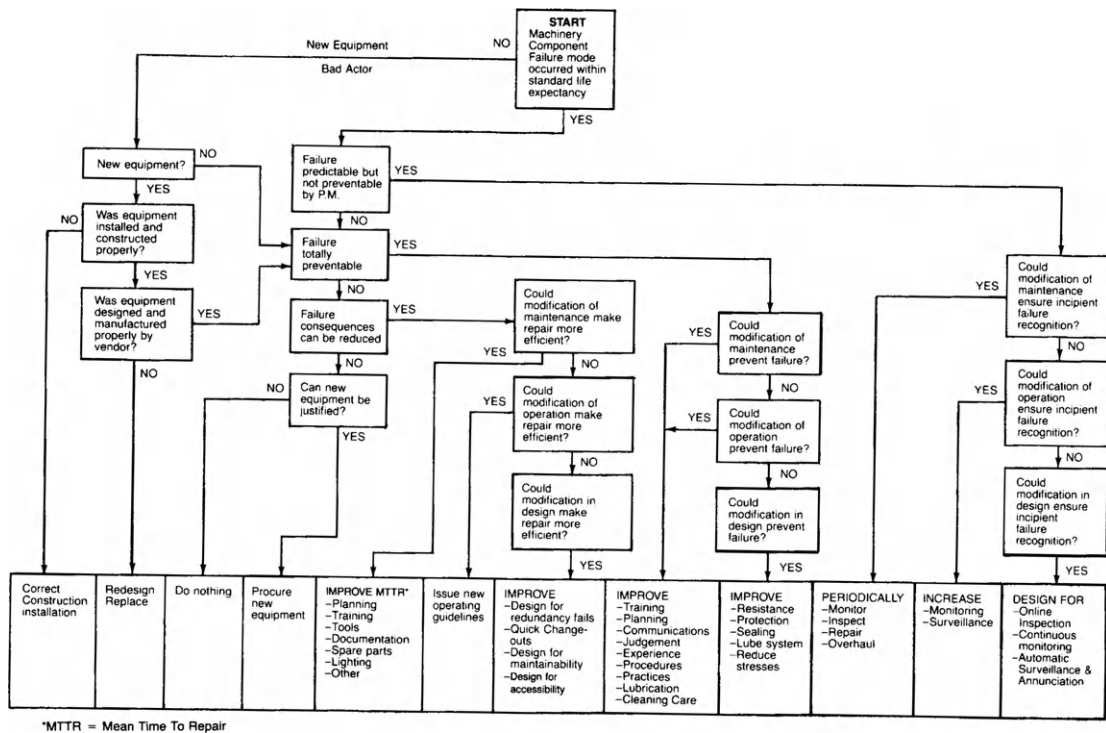 START
Machinery
Component
Failure mode
occurred within
standard life
expectancy
NO
New Equipment
Bad Actor
YES
New equipment?
NO
YES
Failure
predictable but
not preventable
by P.M.
YES
NO
NO
Was equipment
installed and
constructed
properly?
YES
Failure
totally
preventable
YES
NO
Was equipment
designed and
manufactured
properly by
vendor?
YES
NO
Failure
consequences
can be reduced
YES
NO
Can new
equipment be
justified?
NO
YES
Could
modification of
maintenance make
repair more
efficient?
YES
NO
Could
modification of
operation make
repair more
efficient?
YES
NO
Could
modification in
design make
repair more
efficient?
YES
Could
modification of
maintenance
prevent failure?
YES
NO
Could
modification of
operation
prevent failure?
YES
NO
Could
modification in
design prevent
failure?
YES
Could
modification of
maintenance
ensure incipient
failure
recognition?
YES
NO
Could
modification of
operation
ensure incipient
failure
recognition?
YES
NO
Could
modification in
design ensure
incipient
failure
recognition?
YES
Correct
Construction
installation
Redesign
Replace
Do nothing
Procure
new
equipment
IMPROVE MTTR*
–Planning
–Training
–Tools
–Documentation
–Spare parts
–Lighting
–Other
Issue new
operating
guidelines
IMPROVE
–Design for
redundancy fails
–Quick Change-
outs
–Design for
maintainability
–Design for
accessibility
IMPROVE
–Training
–Planning
–Communications
–Judgement
–Experience
–Procedures
–Practices
–Lubrication
–Cleaning Care
IMPROVE
–Resistance
–Protection
–Sealing
–Lube system
–Reduce
stresses
PERIODICALLY
–Monitor
–Inspect
–Repair
–Overhaul
INCREASE
–Monitoring
–Surveillance
DESIGN FOR
–Online
Inspection
–Continuous
monitoring
–Automatic
Surveillance &
Annunciation
*MTTR = Mean Time To Repair